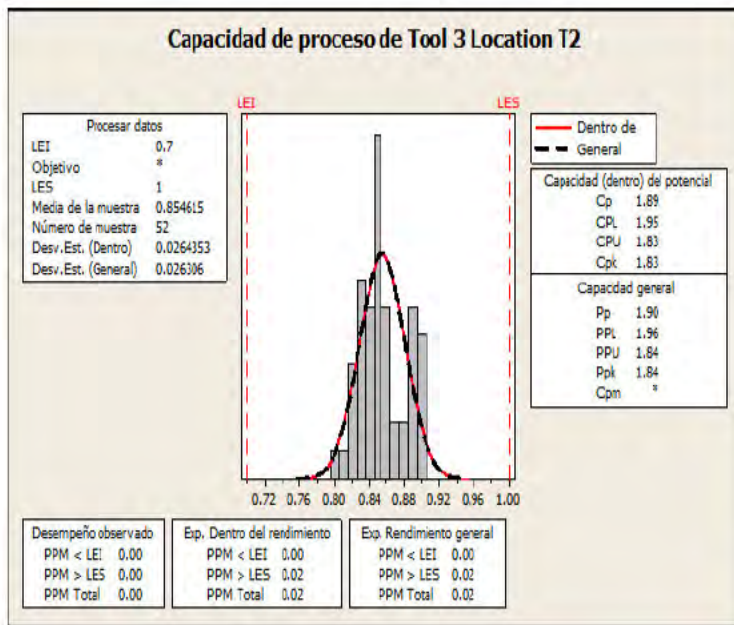 Capacidad de proceso de Tool 3 Location T2
LEI
LES
Procesar datos
LEI 0.7
Objetivo *
LES 1
Media de la muestra 0.854615
Número de muestra 52
Desv.Est. (Dentro) 0.0264353
Desv.Est. (General) 0.026306
Dentro de
General
Capacidad (dentro) del potencial
Cp 1.89
CPL 1.95
CPU 1.83
Cpk 1.83
Capacidad general
Pp 1.90
PPL 1.96
PPU 1.84
Ppk 1.84
Cpm *
0.72 0.76 0.80 0.84 0.88 0.92 0.96 1.00
Desempeño observado
PPM < LEI 0.00
PPM > LES 0.00
PPM Total 0.00
Exp. Dentro del rendimiento
PPM < LEI 0.00
PPM > LES 0.02
PPM Total 0.02
Exp. Rendimiento general
PPM < LEI 0.00
PPM > LES 0.02
PPM Total 0.02